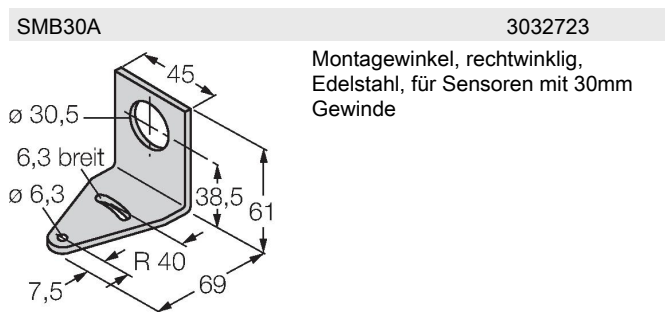 SMB30A 3032723
Montagewinkel, rechtwinklig,
Edelstahl, für Sensoren mit 30mm
Gewinde
45
ø 30,5
6,3 breit
ø 6,3
38,5
61
R 40
7,5
69